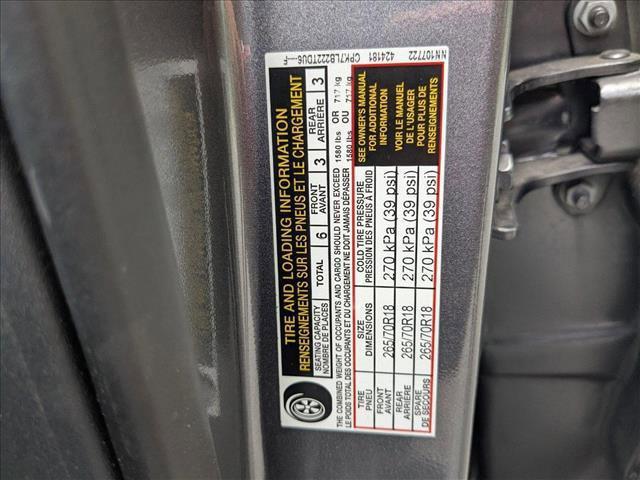 TIRE AND LOADING INFORMATION
RENSEIGNEMENTS SUR LES PNEUS ET LE CHARGEMENT
SEATING CAPACITY
NOMBRE DE PLACES
TOTAL 6
FRONT
AVANT
3
REAR
ARRIÈRE
3
THE COMBINED WEIGHT OF OCCUPANTS AND CARGO SHOULD NEVER EXCEED 1580 lbs OR 717 kg
LE POIDS TOTAL DES OCCUPANTS ET DU CHARGEMENT NE DOIT JAMAIS DÉPASSER 1580 lbs OU 717 kg
TIRE
PNEU
SIZE
DIMENSIONS
COLD TIRE PRESSURE
PRESSION DES PNEUS À FROID
FRONT
AVANT
265/70R18
270 kPa (39 psi)
REAR
ARRIÈRE
265/70R18
270 kPa (39 psi)
SPARE
DE SECOURS
265/70R18
270 kPa (39 psi)
SEE OWNER'S MANUAL
FOR ADDITIONAL
INFORMATION
VOIR LE MANUEL
DE L'USAGER
POUR PLUS DE
RENSEIGNEMENTS
CPK7LB222TDU6--F 424181 NN107722